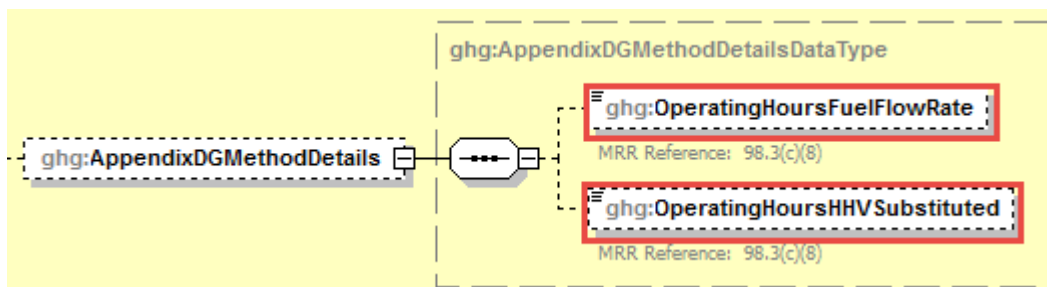 ghg:AppendixDGMethodDetailsDataType
ghg:AppendixDGMethodDetails
ghg:OperatingHoursFuelFlowRate
MRR Reference: 98.3(c)(8)
ghg:OperatingHoursHHVSubstituted
MRR Reference: 98.3(c)(8)